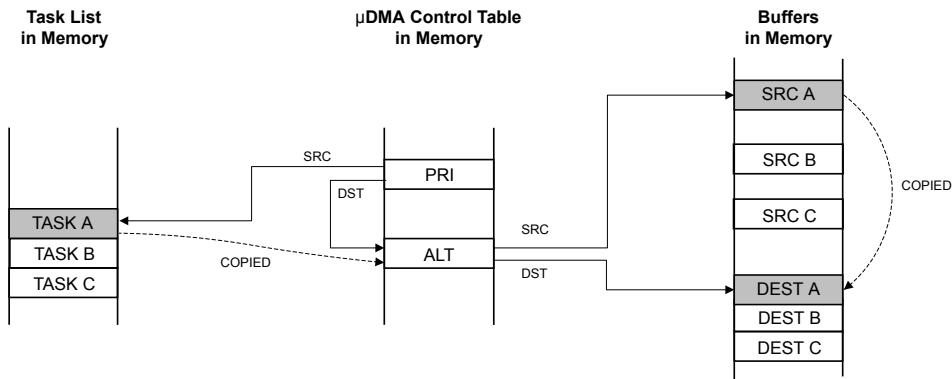 Task List
in Memory
µDMA Control Table
in Memory
Buffers
in Memory
SRC A
SRC
PRI
SRC B
DST
COPIED
TASK A
SRC C
SRC
TASK B
ALT
COPIED
DST
TASK C
DEST A
DEST B
DEST C